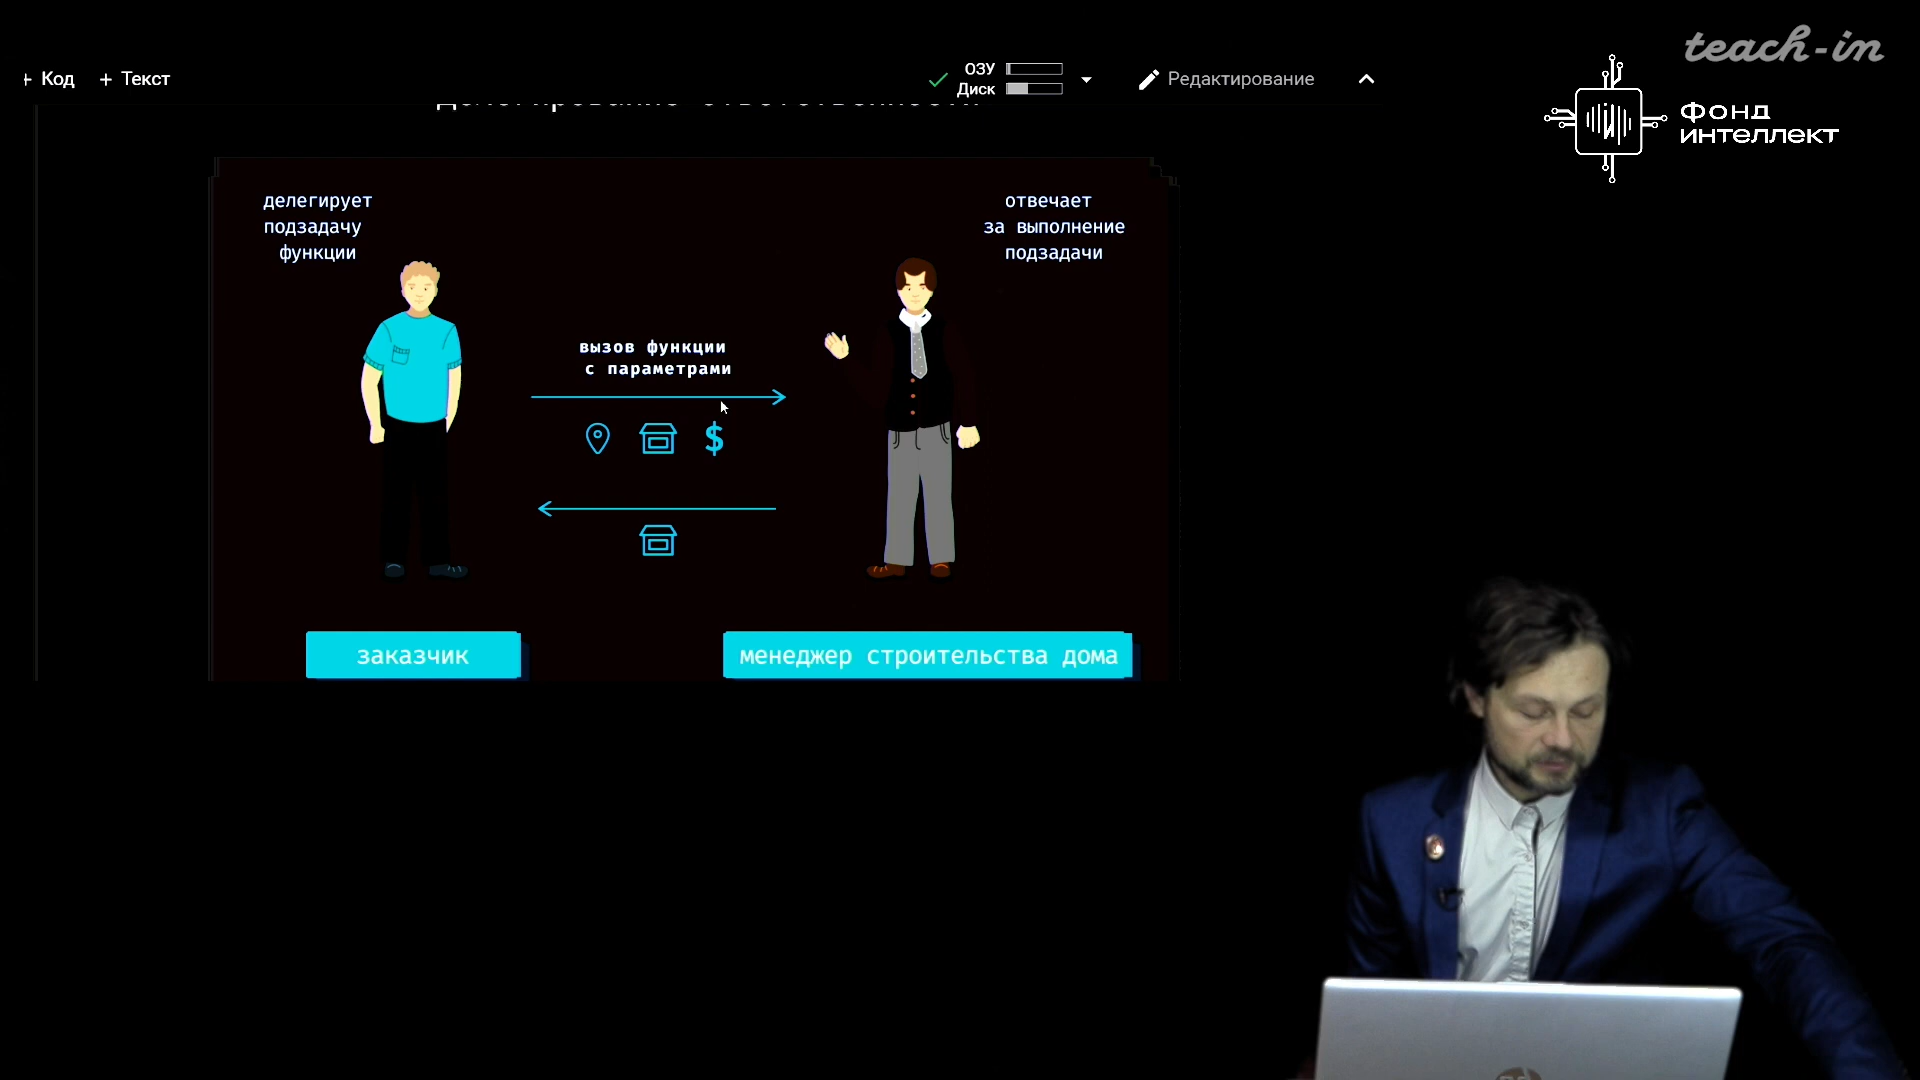 teach-in
+ Код + Текст
ОЗУ
Диск
Редактирование
ФОНД
ИНТЕЛЛЕКТ
делегирует
подзадачу
функции
отвечает
за выполнение
подзадачи
вызов функции
с параметрами
$
заказчик
менеджер строительства дома